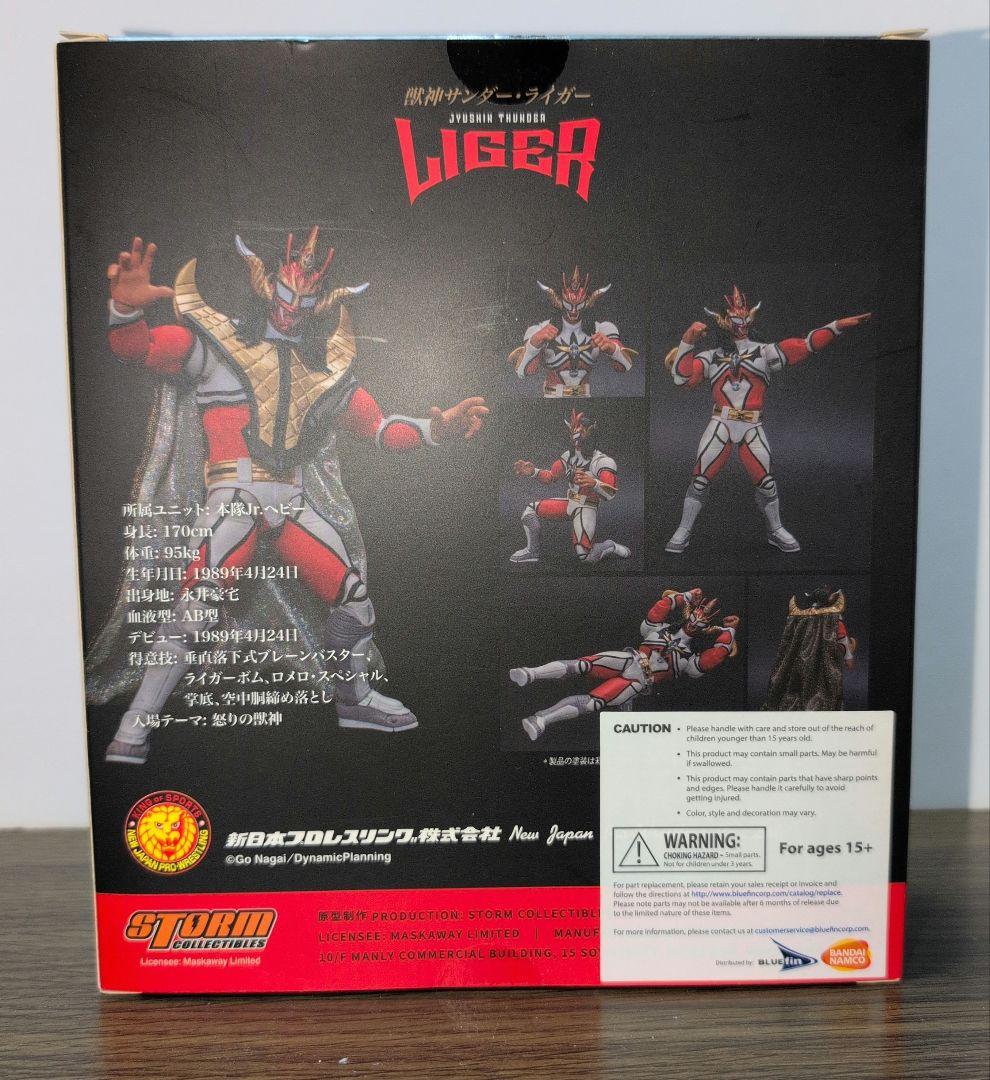 獣神サンダー・ライガー
JYUSHIN THUNDER
LIGER
所属ユニット: 本隊Jr.ヘビー
身長: 170cm
体重: 95kg
生年月日: 1989年4月24日
出身地: 永井豪宅
血液型: AB型
デビュー: 1989年4月24日
得意技: 垂直落下式ブレーンバスター、
ライガーボム、ロメロ・スペシャル、
掌底、空中胴締め落とし
入場テーマ: 怒りの獣神
*製品の塗装は
KING OF SPORTS
NEW JAPAN PRO-WRESTLING
新日本プロレスリング株式会社 New Japan
©Go Nagai/DynamicPlanning
STORM
COLLECTIBLES
Licensee: Maskaway Limited
原型制作 PRODUCTION: STORM COLLECTIBLE
LICENSEE: MASKAWAY LIMITED | MANUF
10/F MANLY COMMERCIAL BUILDING, 15 SO
CAUTION
• Please handle with care and store out of the reach of
children younger than 15 years old.
• This product may contain small parts. May be harmful
if swallowed.
• This product may contain parts that have sharp points
and edges. Please handle it carefully to avoid
getting injured.
• Color, style and decoration may vary.
WARNING:
CHOKING HAZARD – Small parts.
Not for children under 3 years.
For ages 15+
For part replacement, please retain your sales receipt or invoice and
follow the directions at http://www.bluefincorp.com/catalog/replace.
Please note parts may not be available after 6 months of release due
to the limited nature of these items.
For more information, please contact us at customerservice@bluefincorp.com.
Distributed by: BLUEfin
BANDAI
NAMCO